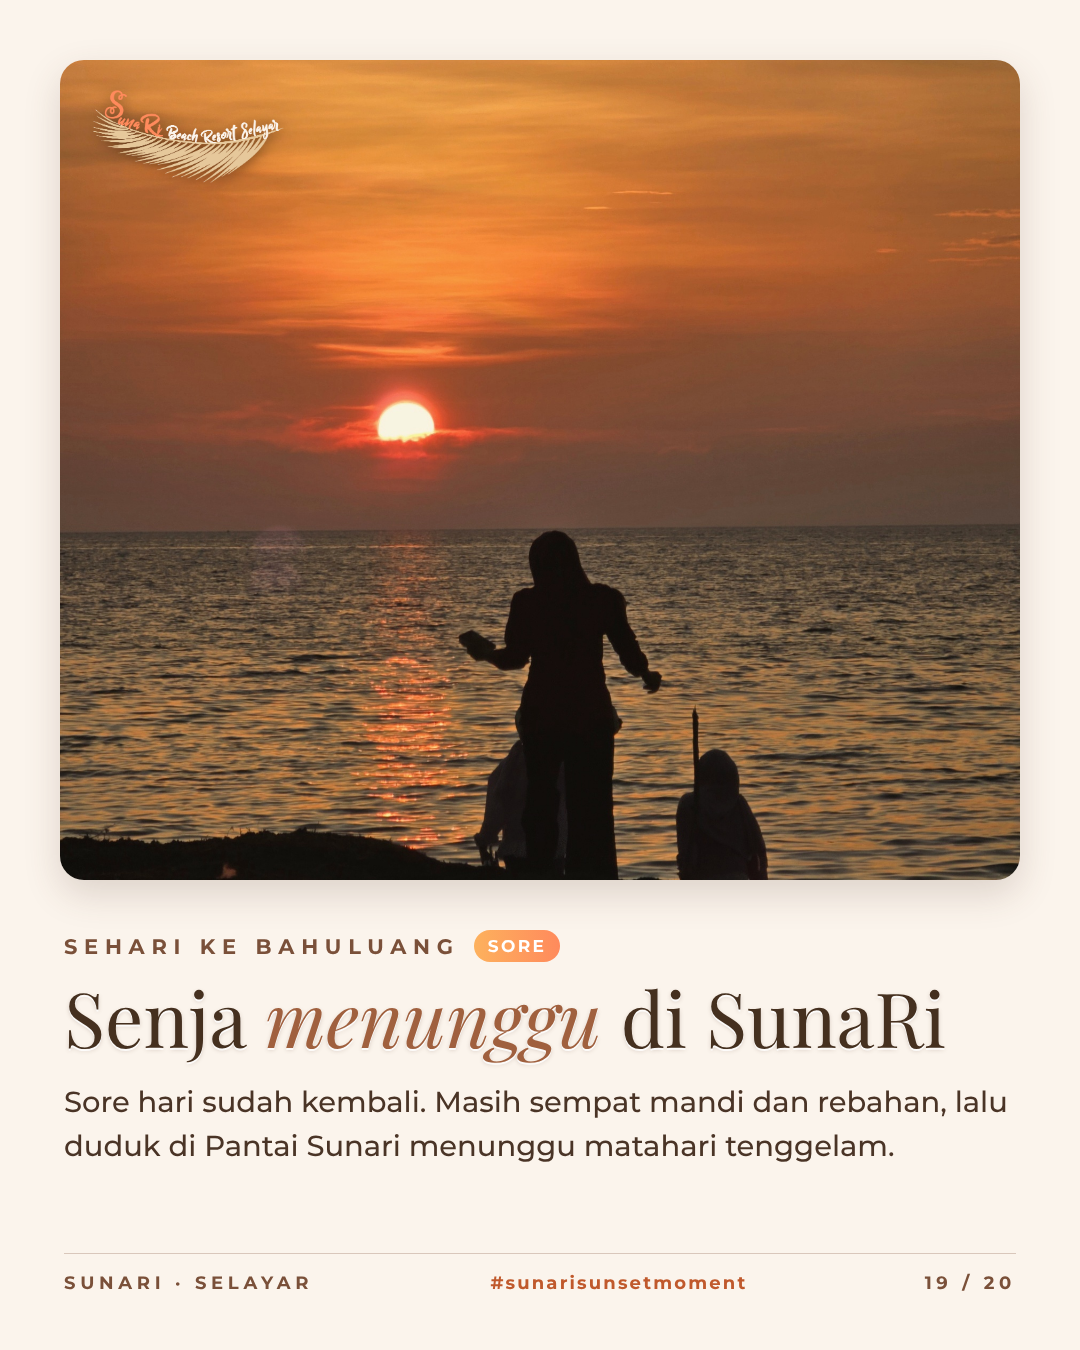 SunaRi Beach Resort Selayar
SEHARI KE BAHULUANG SORE
Senja menunggu di SunaRi
Sore hari sudah kembali. Masih sempat mandi dan rebahan, lalu
duduk di Pantai Sunari menunggu matahari tenggelam.
SUNARI · SELAYAR #sunarisunsetmoment 19 / 20